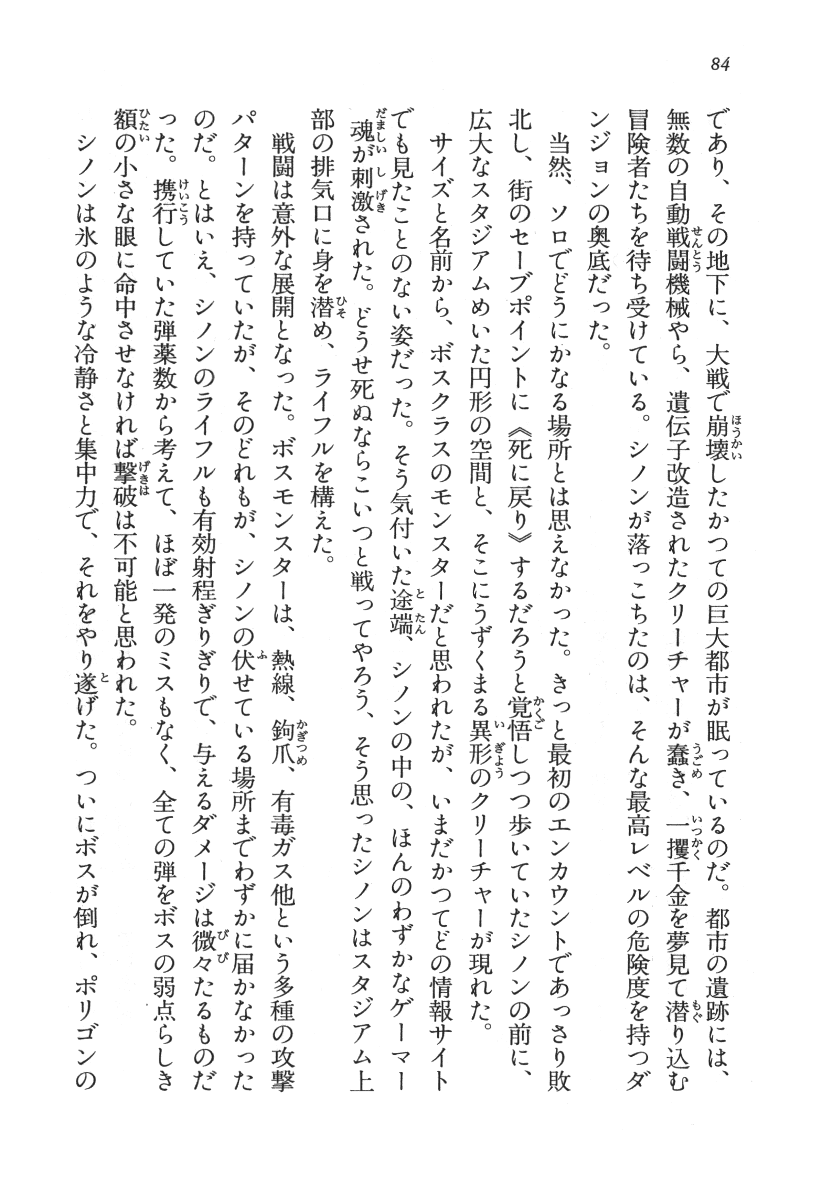 84
であり、その地下に、大戦で崩壊したかつての巨大都市が眠っているのだ。都市の遺跡には、
無数の自動戦闘機械やら、遺伝子改造されたクリーチャーが蠢き、一攫千金を夢見て潜り込む
冒険者たちを待ち受けている。シノンが落っこちたのは、そんな最高レベルの危険度を持つダ
ンジョンの奥底だった。
当然、ソロでどうにかなる場所とは思えなかった。きっと最初のエンカウントであっさり敗
北し、街のセーブポイントに《死に戻り》するだろうと覚悟しつつ歩いていたシノンの前に、
広大なスタジアムめいた円形の空間と、そこにうずくまる異形のクリーチャーが現れた。
サイズと名前から、ボスクラスのモンスターだと思われたが、いまだかつてどの情報サイト
でも見たことのない姿だった。そう気付いた途端、シノンの中の、ほんのわずかなゲーマー
魂が刺激された。どうせ死ぬならこいつと戦ってやろう、そう思ったシノンはスタジアム上
部の排気口に身を潜め、ライフルを構えた。
戦闘は意外な展開となった。ボスモンスターは、熱線、鉤爪、有毒ガス他という多種の攻撃
パターンを持っていたが、そのどれもが、シノンの伏せている場所までわずかに届かなかった
のだ。とはいえ、シノンのライフルも有効射程ぎりぎりで、与えるダメージは微々たるものだ
った。携行していた弾薬数から考えて、ほぼ一発のミスもなく、全ての弾をボスの弱点らしき
額の小さな眼に命中させなければ撃破は不可能と思われた。
シノンは氷のような冷静さと集中力で、それをやり遂げた。ついにボスが倒れ、ポリゴンの